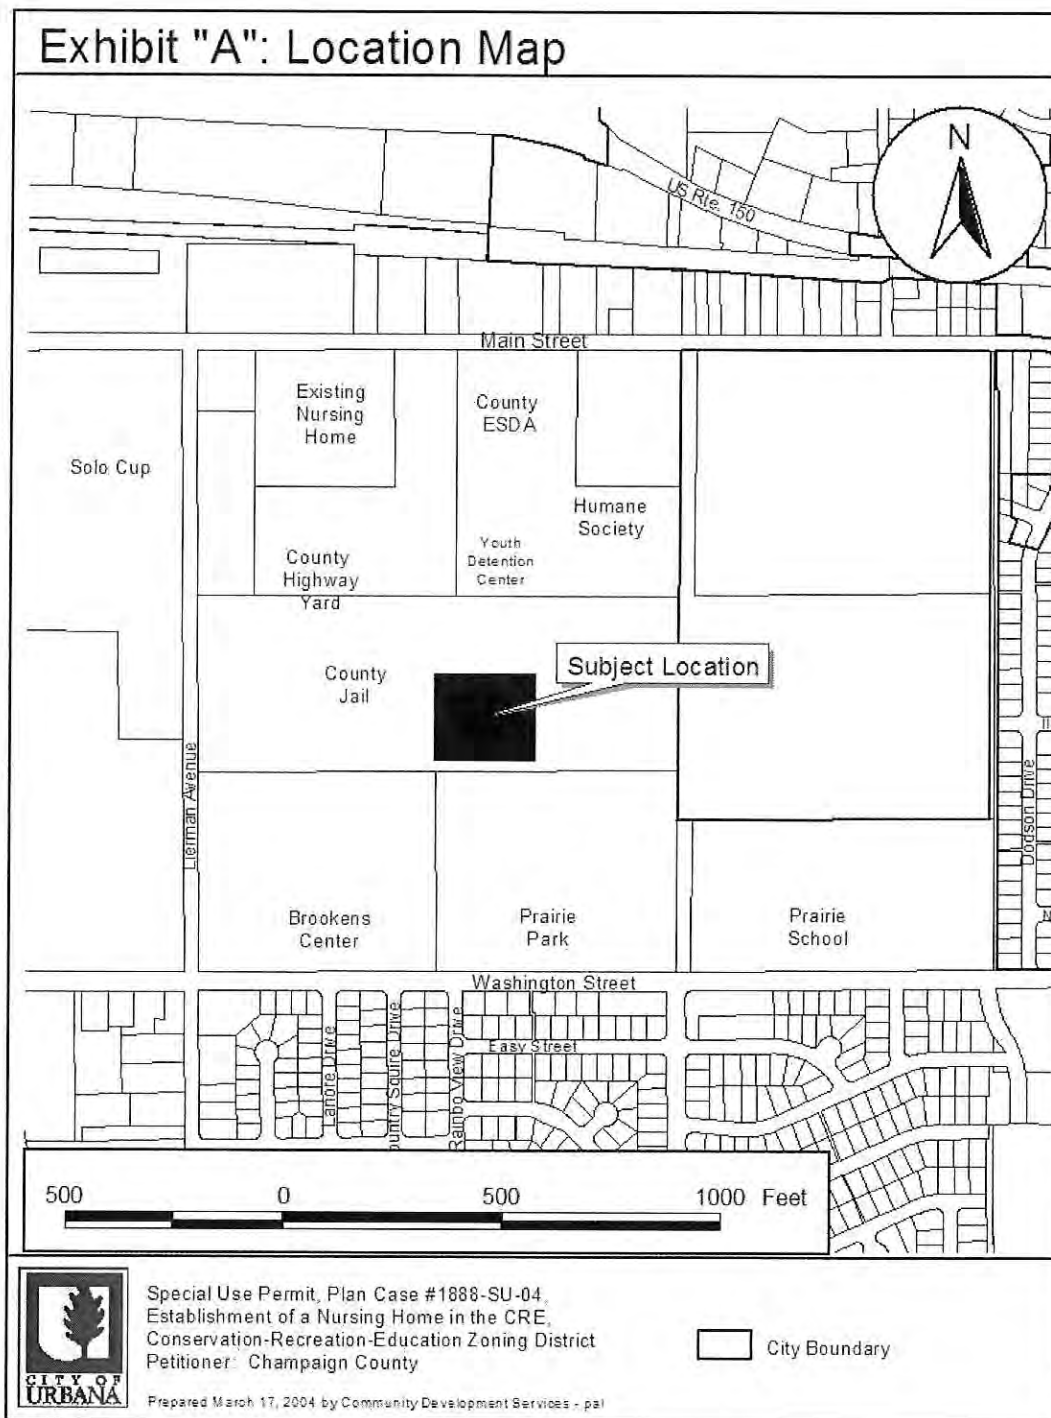 Exhibit "A": Location Map
N
US Rte. 150
Main Street
Existing
Nursing
Home
County
ESDA
Solo Cup
Humane
Society
Youth
Detention
Center
County
Highway
Yard
Subject Location
County
Jail
Lierman Avenue
Dodson Drive
Brookens
Center
Prairie
Park
Prairie
School
Washington Street
Easy Street
Lanore Drive
ountry Squire Drive
Rainbo View Drive
500 0 500 1000 Feet
Special Use Permit, Plan Case #1888-SU-04,
Establishment of a Nursing Home in the CRE,
Conservation-Recreation-Education Zoning District
Petitioner: Champaign County
City Boundary
CITY OF
URBANA
Prepared March 17, 2004 by Community Development Services - pal